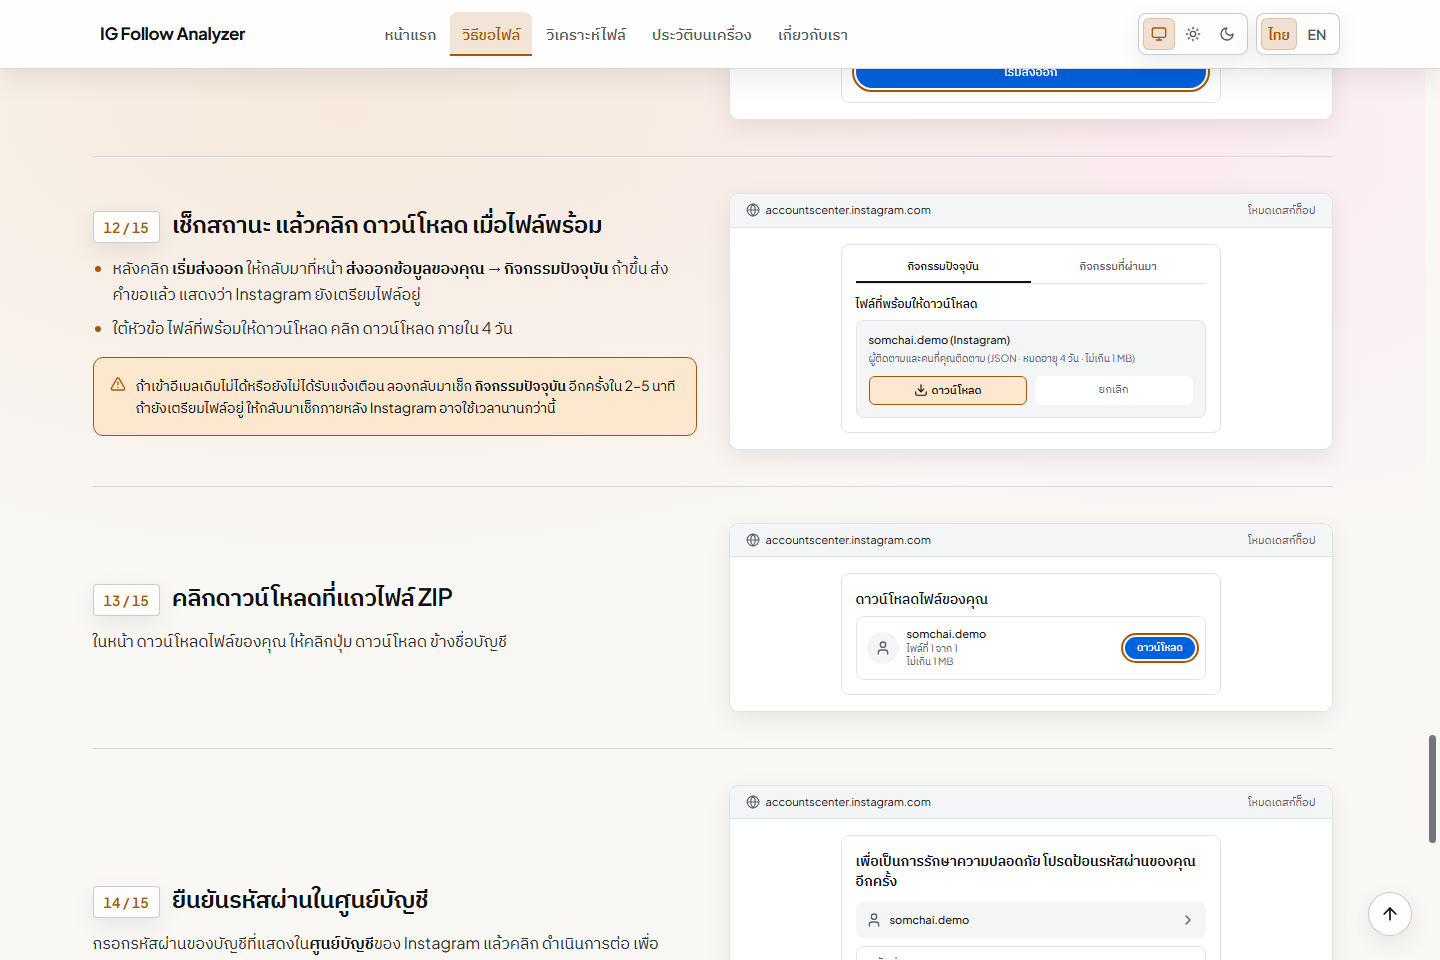 IG Follow Analyzer
หน้าแรก
วิธีขอไฟล์
วิเคราะห์ไฟล์
ประวัติบนเครื่อง
เกี่ยวกับเรา
ไทย
EN
เริ่มส่งออก
12/15
เช็กสถานะ แล้วคลิก ดาวน์โหลด เมื่อไฟล์พร้อม
หลังคลิก เริ่มส่งออก ให้กลับมาที่หน้า ส่งออกข้อมูลของคุณ → กิจกรรมปัจจุบัน ถ้าขึ้น ส่ง
คำขอแล้ว แสดงว่า Instagram ยังเตรียมไฟล์อยู่
ใต้หัวข้อ ไฟล์ที่พร้อมให้ดาวน์โหลด คลิก ดาวน์โหลด ภายใน 4 วัน
ถ้าเข้าอีเมลเดิมไม่ได้หรือยังไม่ได้รับแจ้งเตือน ลองกลับมาเช็ก กิจกรรมปัจจุบัน อีกครั้งใน 2–5 นาที
ถ้ายังเตรียมไฟล์อยู่ ให้กลับมาเช็กภายหลัง Instagram อาจใช้เวลานานกว่านี้
accountscenter.instagram.com
โหมดเดสก์ท็อป
กิจกรรมปัจจุบัน
กิจกรรมที่ผ่านมา
ไฟล์ที่พร้อมให้ดาวน์โหลด
somchai.demo (Instagram)
ผู้ติดตามและคนที่คุณติดตาม (JSON · หมดอายุ 4 วัน · ไม่เกิน 1 MB)
ดาวน์โหลด
ยกเลิก
13/15
คลิกดาวน์โหลดที่แถวไฟล์ ZIP
ในหน้า ดาวน์โหลดไฟล์ของคุณ ให้คลิกปุ่ม ดาวน์โหลด ข้างชื่อบัญชี
accountscenter.instagram.com
โหมดเดสก์ท็อป
ดาวน์โหลดไฟล์ของคุณ
somchai.demo
ไฟล์ที่ 1 จาก 1
ไม่เกิน 1 MB
ดาวน์โหลด
14/15
ยืนยันรหัสผ่านในศูนย์บัญชี
กรอกรหัสผ่านของบัญชีที่แสดงในศูนย์บัญชีของ Instagram แล้วคลิก ดำเนินการต่อ เพื่อ
accountscenter.instagram.com
โหมดเดสก์ท็อป
เพื่อเป็นการรักษาความปลอดภัย โปรดป้อนรหัสผ่านของคุณ
อีกครั้ง
somchai.demo